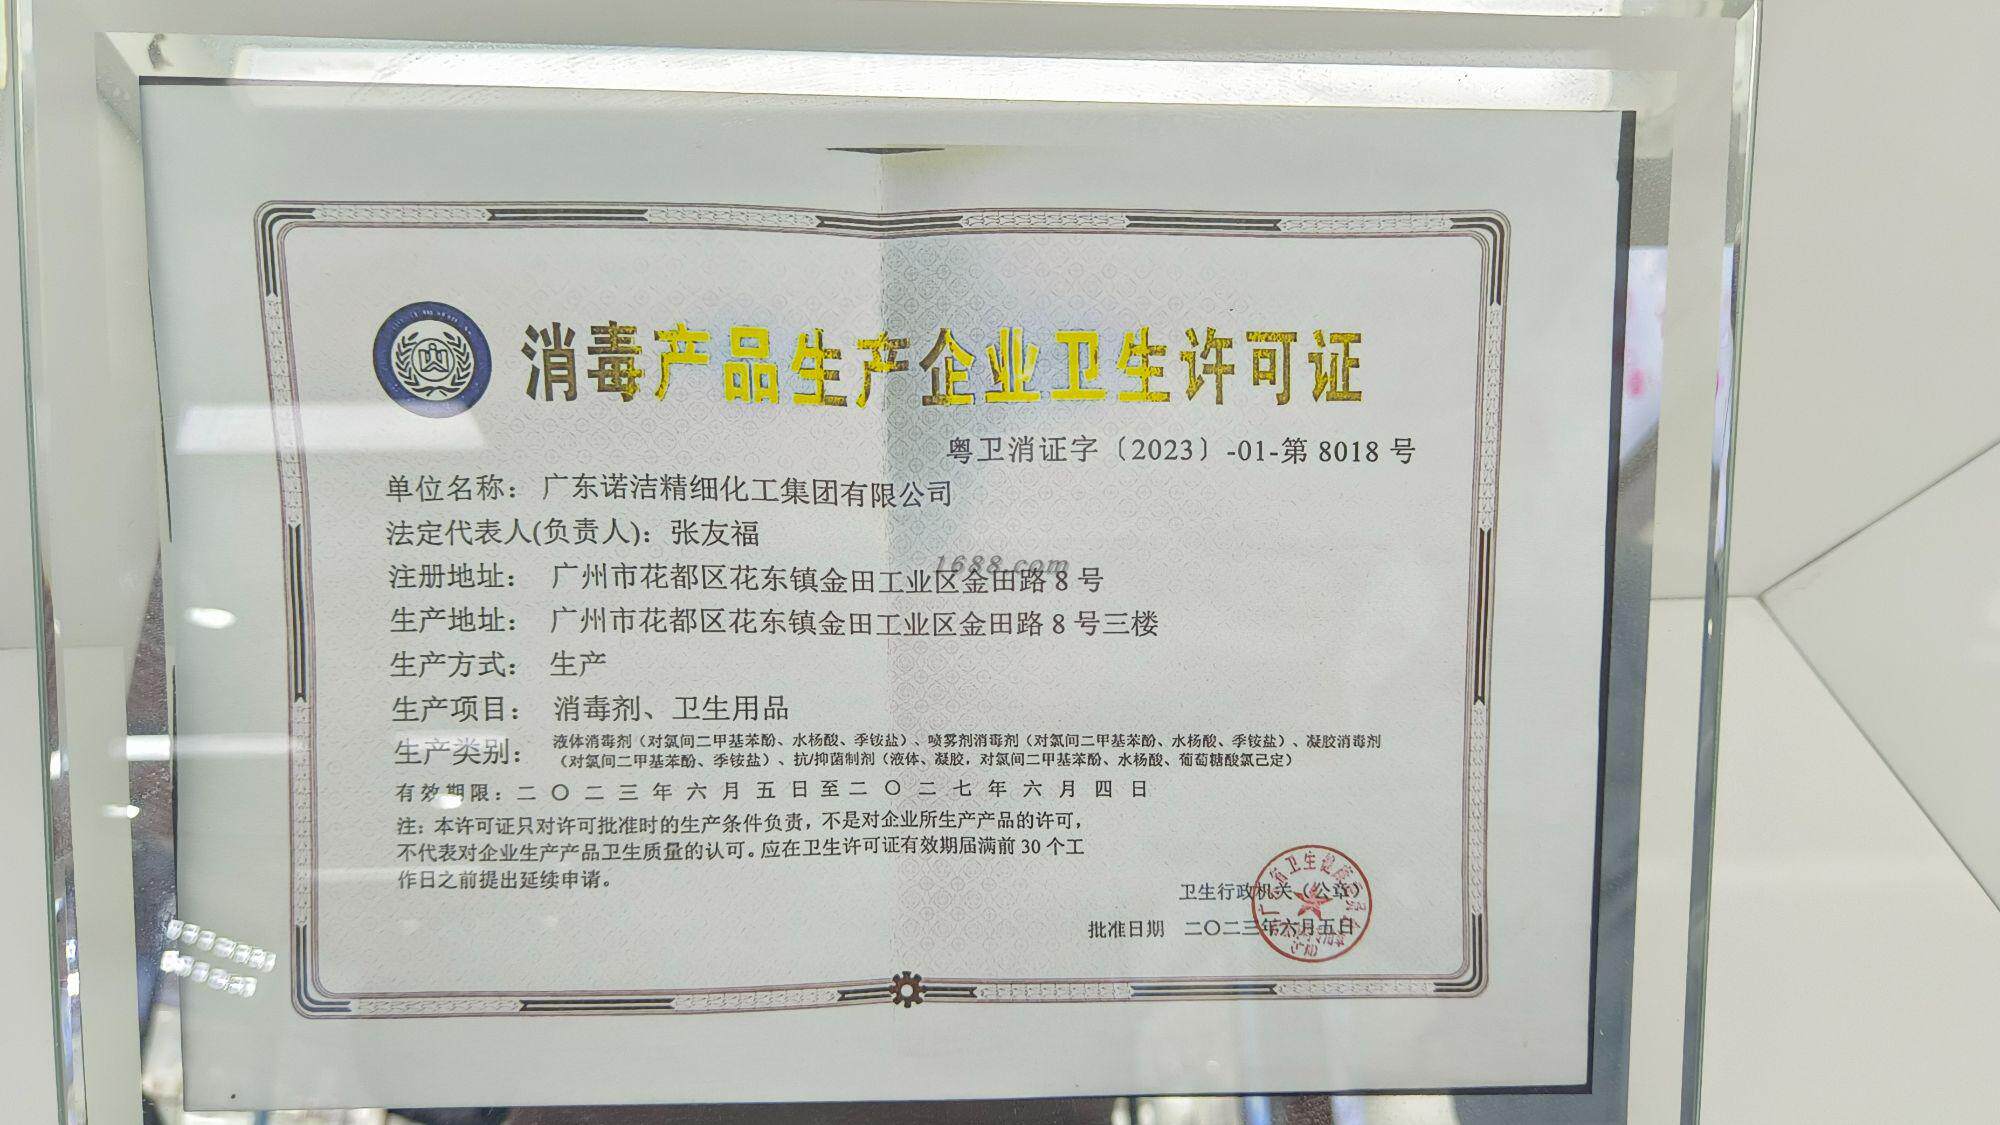 消毒产品生产企业卫生许可证
粤卫消证字〔2023〕-01-第 8018 号
单位名称： 广东诺洁精细化工集团有限公司
法定代表人(负责人)： 张友福
1688.com
注册地址： 广州市花都区花东镇金田工业区金田路 8 号
生产地址： 广州市花都区花东镇金田工业区金田路 8 号三楼
生产方式： 生产
生产项目： 消毒剂、卫生用品
生产类别： 液体消毒剂（对氯间二甲基苯酚、水杨酸、季铵盐）、喷雾剂消毒剂（对氯间二甲基苯酚、水杨酸、季铵盐）、凝胶消毒剂
（对氯间二甲基苯酚、季铵盐）、抗/抑菌制剂（液体、凝胶，对氯间二甲基苯酚、水杨酸、葡萄糖酸氯己定）
有效期限：二〇二三年六月五日至二〇二七年六月四日
注：本许可证只对许可批准时的生产条件负责，不是对企业所生产产品的许可，
不代表对企业生产产品卫生质量的认可。应在卫生许可证有效期届满前 30 个工
作日之前提出延续申请。
卫生行政机关（公章）
批准日期 二〇二三年六月五日